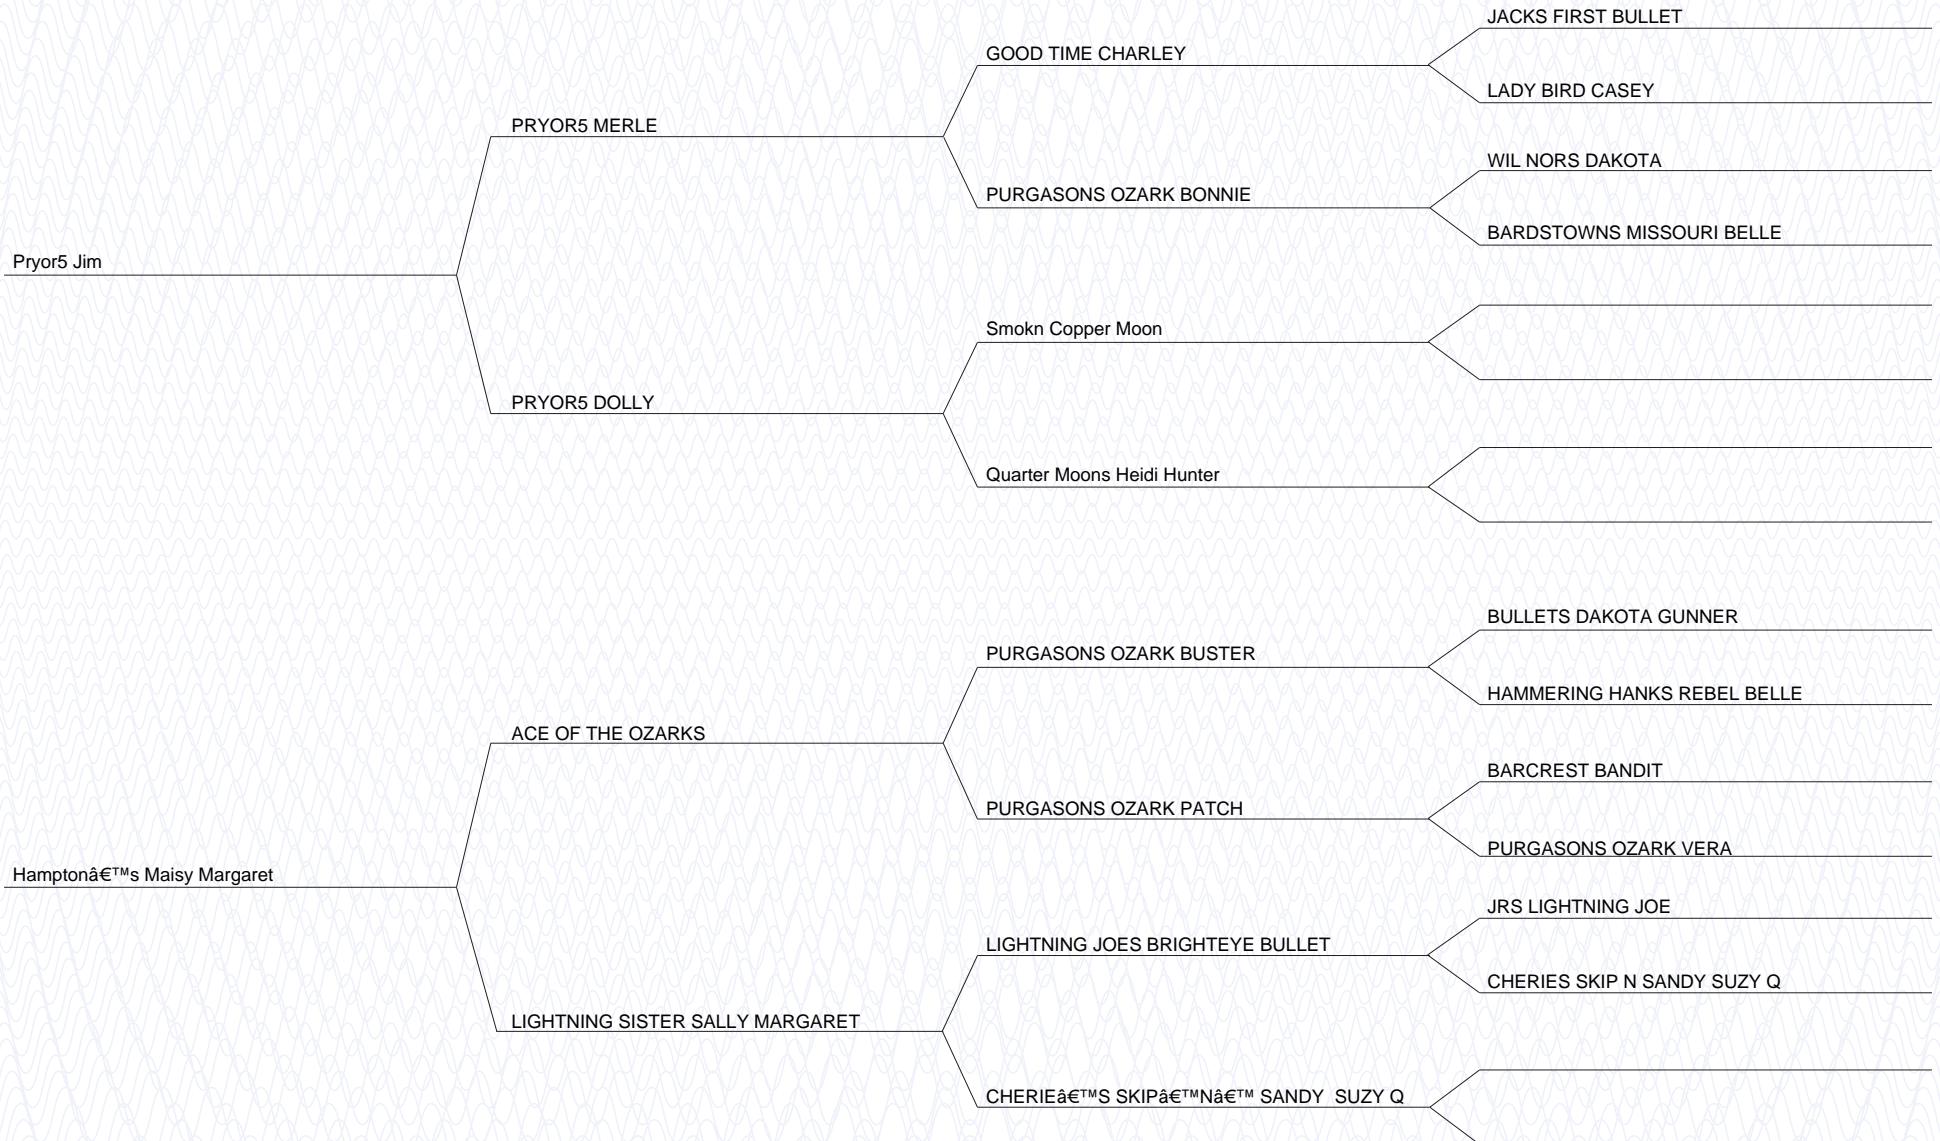 JACKS FIRST BULLET
GOOD TIME CHARLEY
LADY BIRD CASEY
PRYOR5 MERLE
WIL NORS DAKOTA
PURGASONS OZARK BONNIE
BARDSTOWNS MISSOURI BELLE
Pryor5 Jim
Smokn Copper Moon
PRYOR5 DOLLY
Quarter Moons Heidi Hunter
BULLETS DAKOTA GUNNER
PURGASONS OZARK BUSTER
HAMMERING HANKS REBEL BELLE
ACE OF THE OZARKS
BARCREST BANDIT
PURGASONS OZARK PATCH
PURGASONS OZARK VERA
Hamptonâ€™s Maisy Margaret
JRS LIGHTNING JOE
LIGHTNING JOES BRIGHTEYE BULLET
CHERIES SKIP N SANDY SUZY Q
LIGHTNING SISTER SALLY MARGARET
CHERIEâ€™S SKIPâ€™Nâ€™ SANDY  SUZY Q